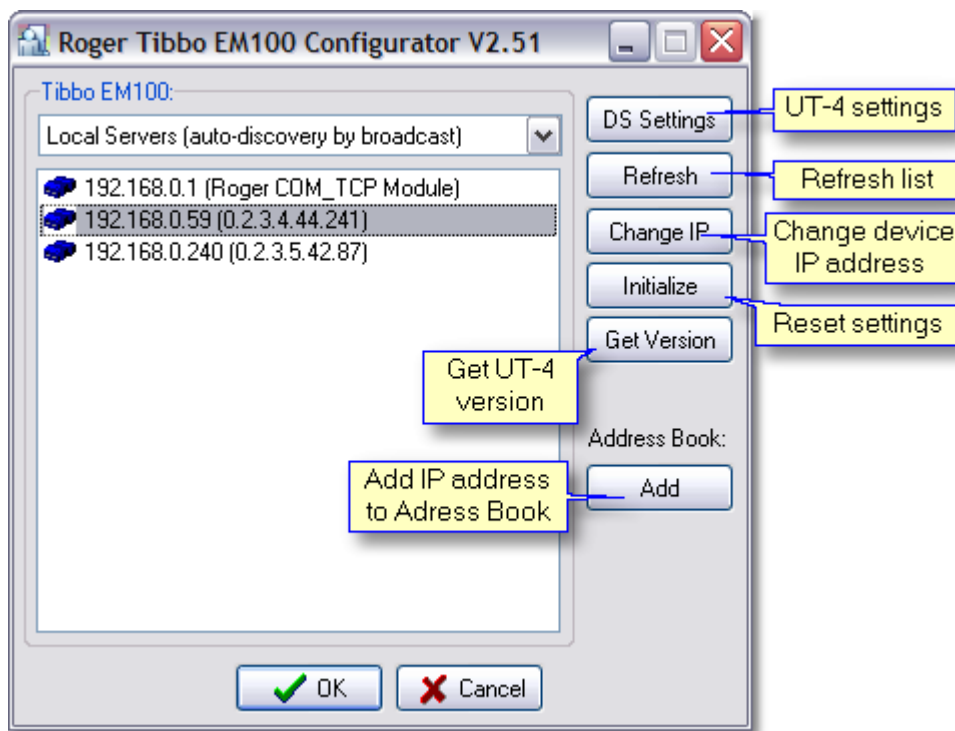 Roger Tibbo EM100 Configurator V2.51
Tibbo EM100:
Local Servers (auto-discovery by broadcast)
192.168.0.1 (Roger COM_TCP Module)
192.168.0.59 (0.2.3.4.44.241)
192.168.0.240 (0.2.3.5.42.87)
DS Settings
UT-4 settings
Refresh
Refresh list
Change IP
Change device
IP address
Initialize
Reset settings
Get Version
Get UT-4
version
Address Book:
Add IP address
to Adress Book
Add
OK
Cancel